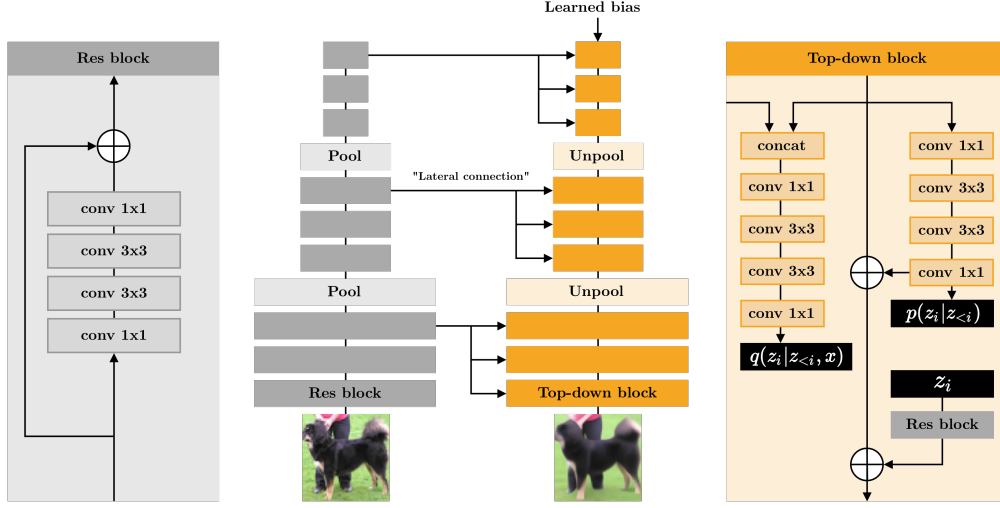 Res block
conv 1x1
conv 3x3
conv 3x3
conv 1x1
Learned bias
Pool
Unpool
"Lateral connection"
Pool
Unpool
Res block
Top-down block
Top-down block
concat
conv 1x1
conv 3x3
conv 3x3
conv 1x1
q(z_i|z_{<i}, x)
conv 1x1
conv 3x3
conv 3x3
conv 1x1
p(z_i|z_{<i})
z_i
Res block